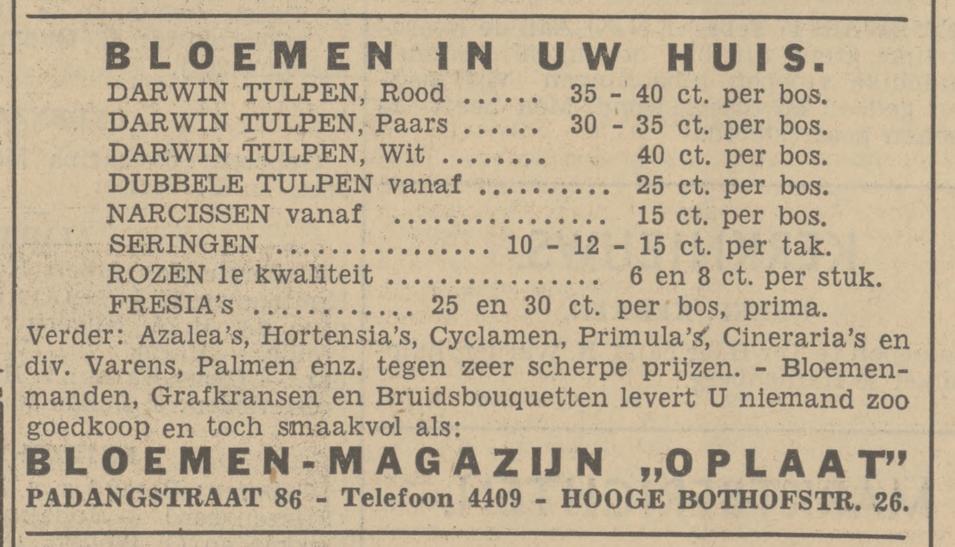 BLOEMEN IN UW HUIS.
DARWIN TULPEN, Rood ...... 35 - 40 ct. per bos.
DARWIN TULPEN, Paars ...... 30 - 35 ct. per bos.
DARWIN TULPEN, Wit ........ 40 ct. per bos.
DUBBELE TULPEN vanaf .......... 25 ct. per bos.
NARCISSEN vanaf ................ 15 ct. per bos.
SERINGEN ................ 10 - 12 - 15 ct. per tak.
ROZEN 1e kwaliteit ................ 6 en 8 ct. per stuk.
FRESIA's ............ 25 en 30 ct. per bos, prima.
Verder: Azalea's, Hortensia's, Cyclamen, Primula's, Cineraria's en
div. Varens, Palmen enz. tegen zeer scherpe prijzen. - Bloemen-
manden, Grafkransen en Bruidsbouquetten levert U niemand zoo
goedkoop en toch smaakvol als:
BLOEMEN-MAGAZIJN „OPLAAT”
PADANGSTRAAT 86 - Telefoon 4409 - HOOGE BOTHOFSTR. 26.